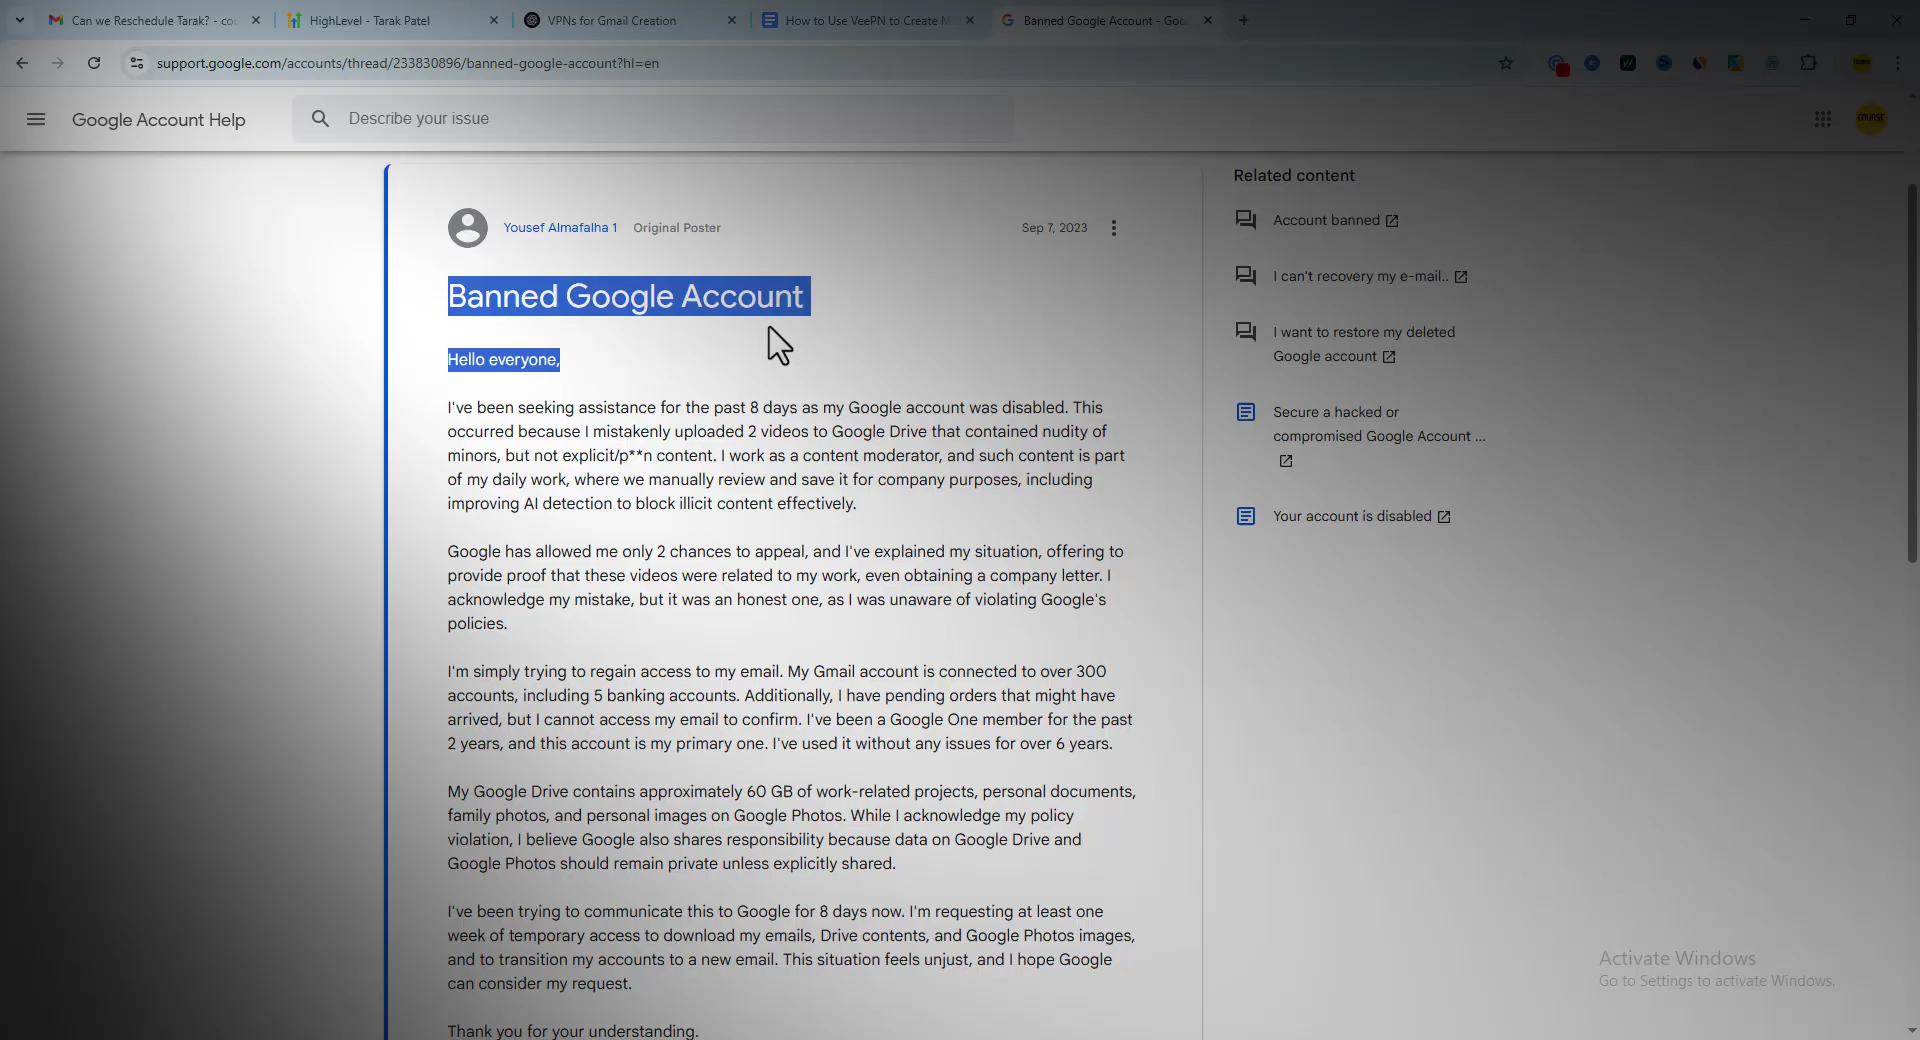 Can we Reschedule Tarak? - co
HighLevel - Tarak Patel
VPNs for Gmail Creation
How to Use VeePN to Create M
Banned Google Account - Goo
support.google.com/accounts/thread/233830896/banned-google-account?hl=en
Google Account Help
Describe your issue
COURSE
Yousef Almafalha 1 Original Poster
Sep 7, 2023
Banned Google Account
Hello everyone,
I've been seeking assistance for the past 8 days as my Google account was disabled. This
occurred because I mistakenly uploaded 2 videos to Google Drive that contained nudity of
minors, but not explicit/p**n content. I work as a content moderator, and such content is part
of my daily work, where we manually review and save it for company purposes, including
improving AI detection to block illicit content effectively.
Google has allowed me only 2 chances to appeal, and I've explained my situation, offering to
provide proof that these videos were related to my work, even obtaining a company letter. I
acknowledge my mistake, but it was an honest one, as I was unaware of violating Google's
policies.
I'm simply trying to regain access to my email. My Gmail account is connected to over 300
accounts, including 5 banking accounts. Additionally, I have pending orders that might have
arrived, but I cannot access my email to confirm. I've been a Google One member for the past
2 years, and this account is my primary one. I've used it without any issues for over 6 years.
My Google Drive contains approximately 60 GB of work-related projects, personal documents,
family photos, and personal images on Google Photos. While I acknowledge my policy
violation, I believe Google also shares responsibility because data on Google Drive and
Google Photos should remain private unless explicitly shared.
I've been trying to communicate this to Google for 8 days now. I'm requesting at least one
week of temporary access to download my emails, Drive contents, and Google Photos images,
and to transition my accounts to a new email. This situation feels unjust, and I hope Google
can consider my request.
Thank you for your understanding.
Related content
Account banned
I can't recovery my e-mail..
I want to restore my deleted
Google account
Secure a hacked or
compromised Google Account ...
Your account is disabled
Activate Windows
Go to Settings to activate Windows.